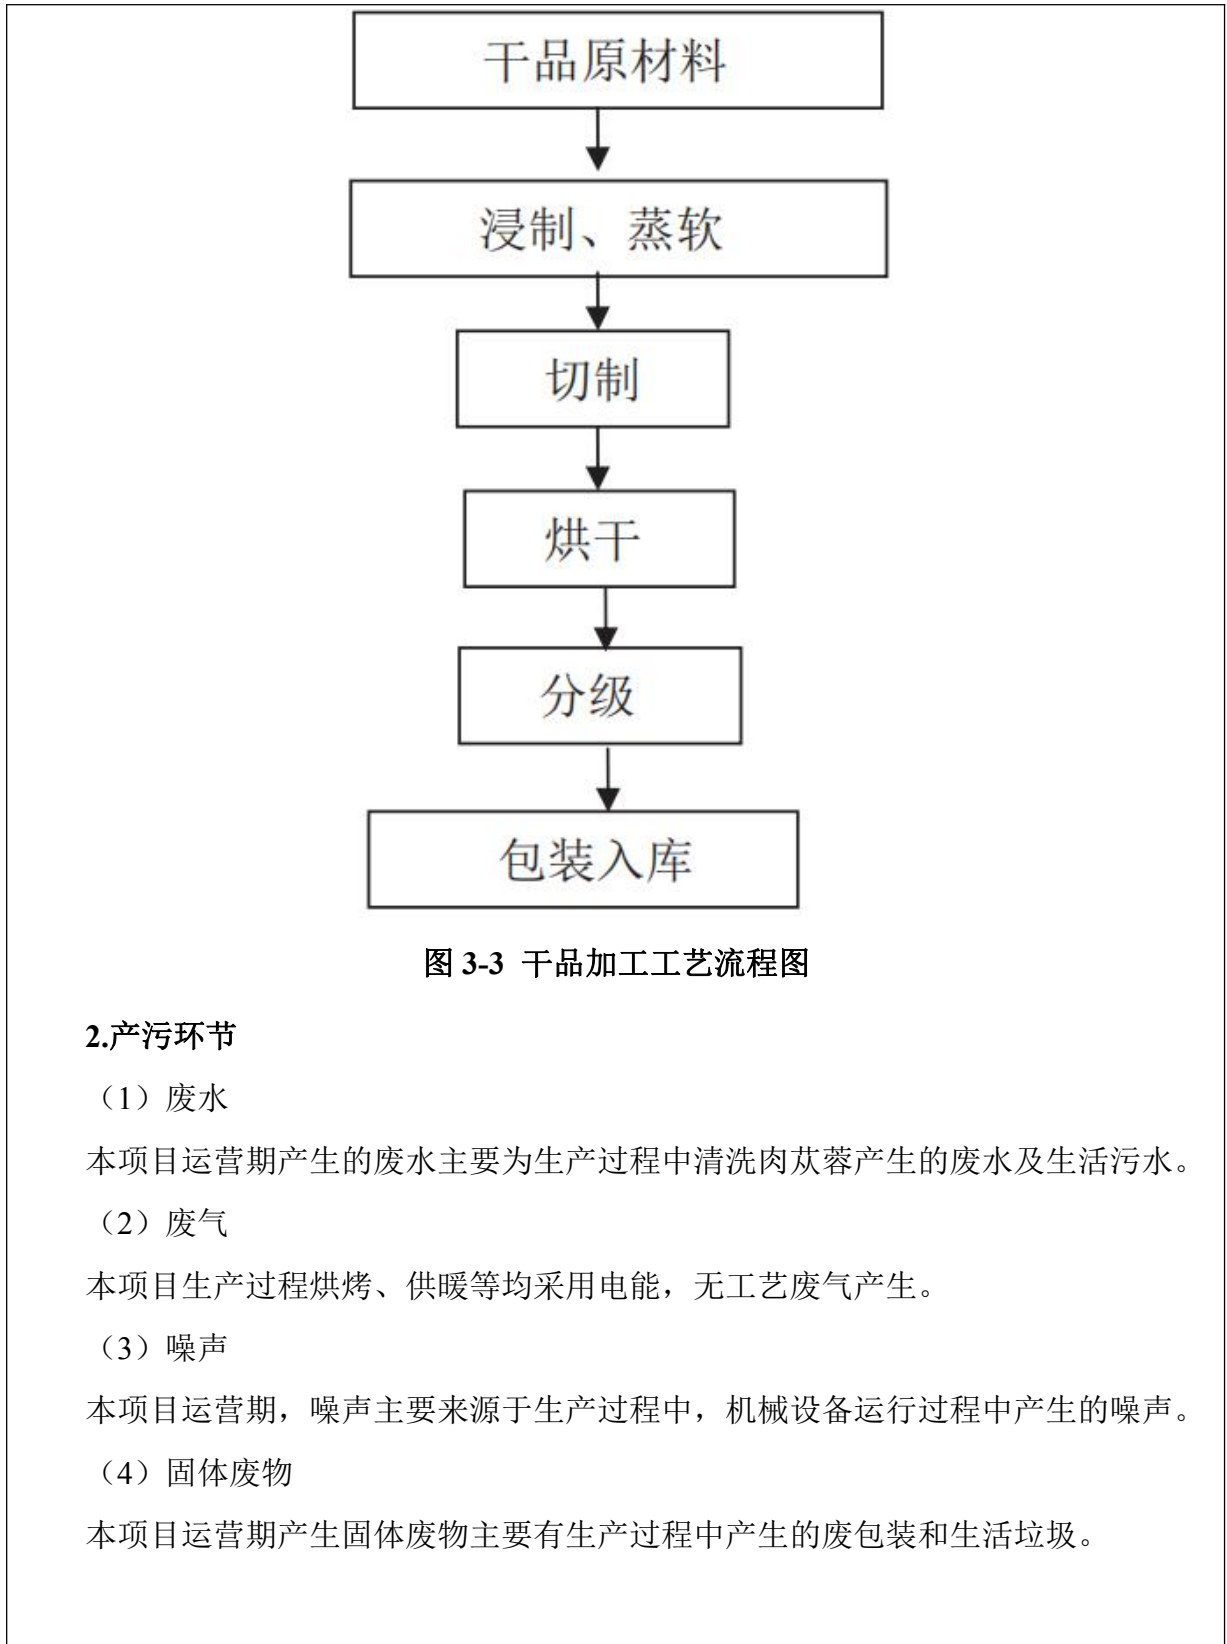 干品原材料
浸制、蒸软
切制
烘干
分级
包装入库
图 3-3 干品加工工艺流程图
2.产污环节
（1）废水
本项目运营期产生的废水主要为生产过程中清洗肉苁蓉产生的废水及生活污水。
（2）废气
本项目生产过程烘烤、供暖等均采用电能，无工艺废气产生。
（3）噪声
本项目运营期，噪声主要来源于生产过程中，机械设备运行过程中产生的噪声。
（4）固体废物
本项目运营期产生固体废物主要有生产过程中产生的废包装和生活垃圾。